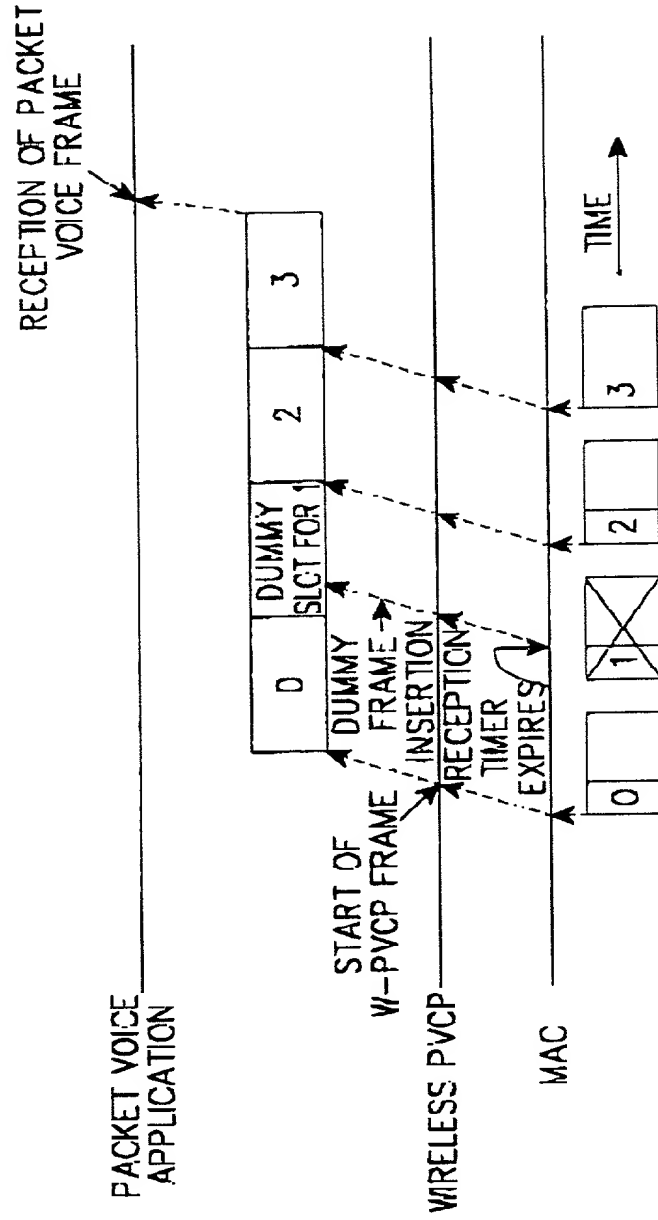 RECEPTION OF PACKET
VOICE FRAME
PACKET VOICE
APPLICATION
0
DUMMY
SLOT FOR 1
2
3
DUMMY
FRAME
INSERTION
START OF
W-PVCP FRAME
WIRELESS PVCP
RECEPTION
TIMER
EXPIRES
MAC
TIME
0
1
2
3